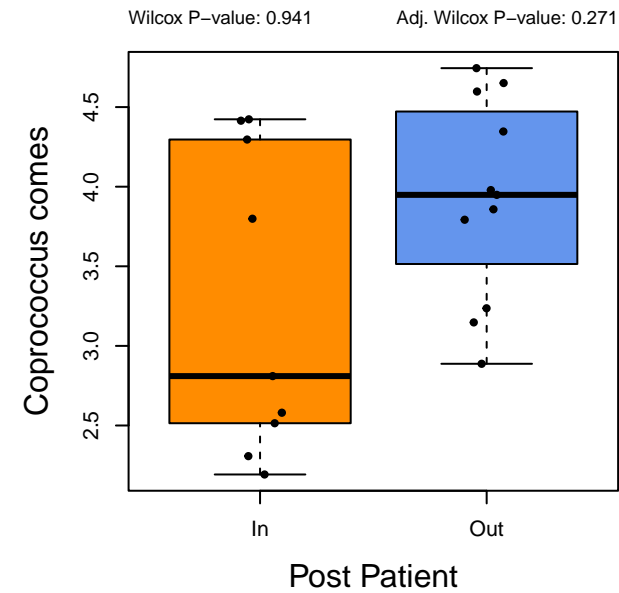 Wilcox P−value: 0.941 Adj. Wilcox P−value: 0.271
4.5
4.0
3.5
3.0
2.5
Coprococcus comes
In Out
Post Patient